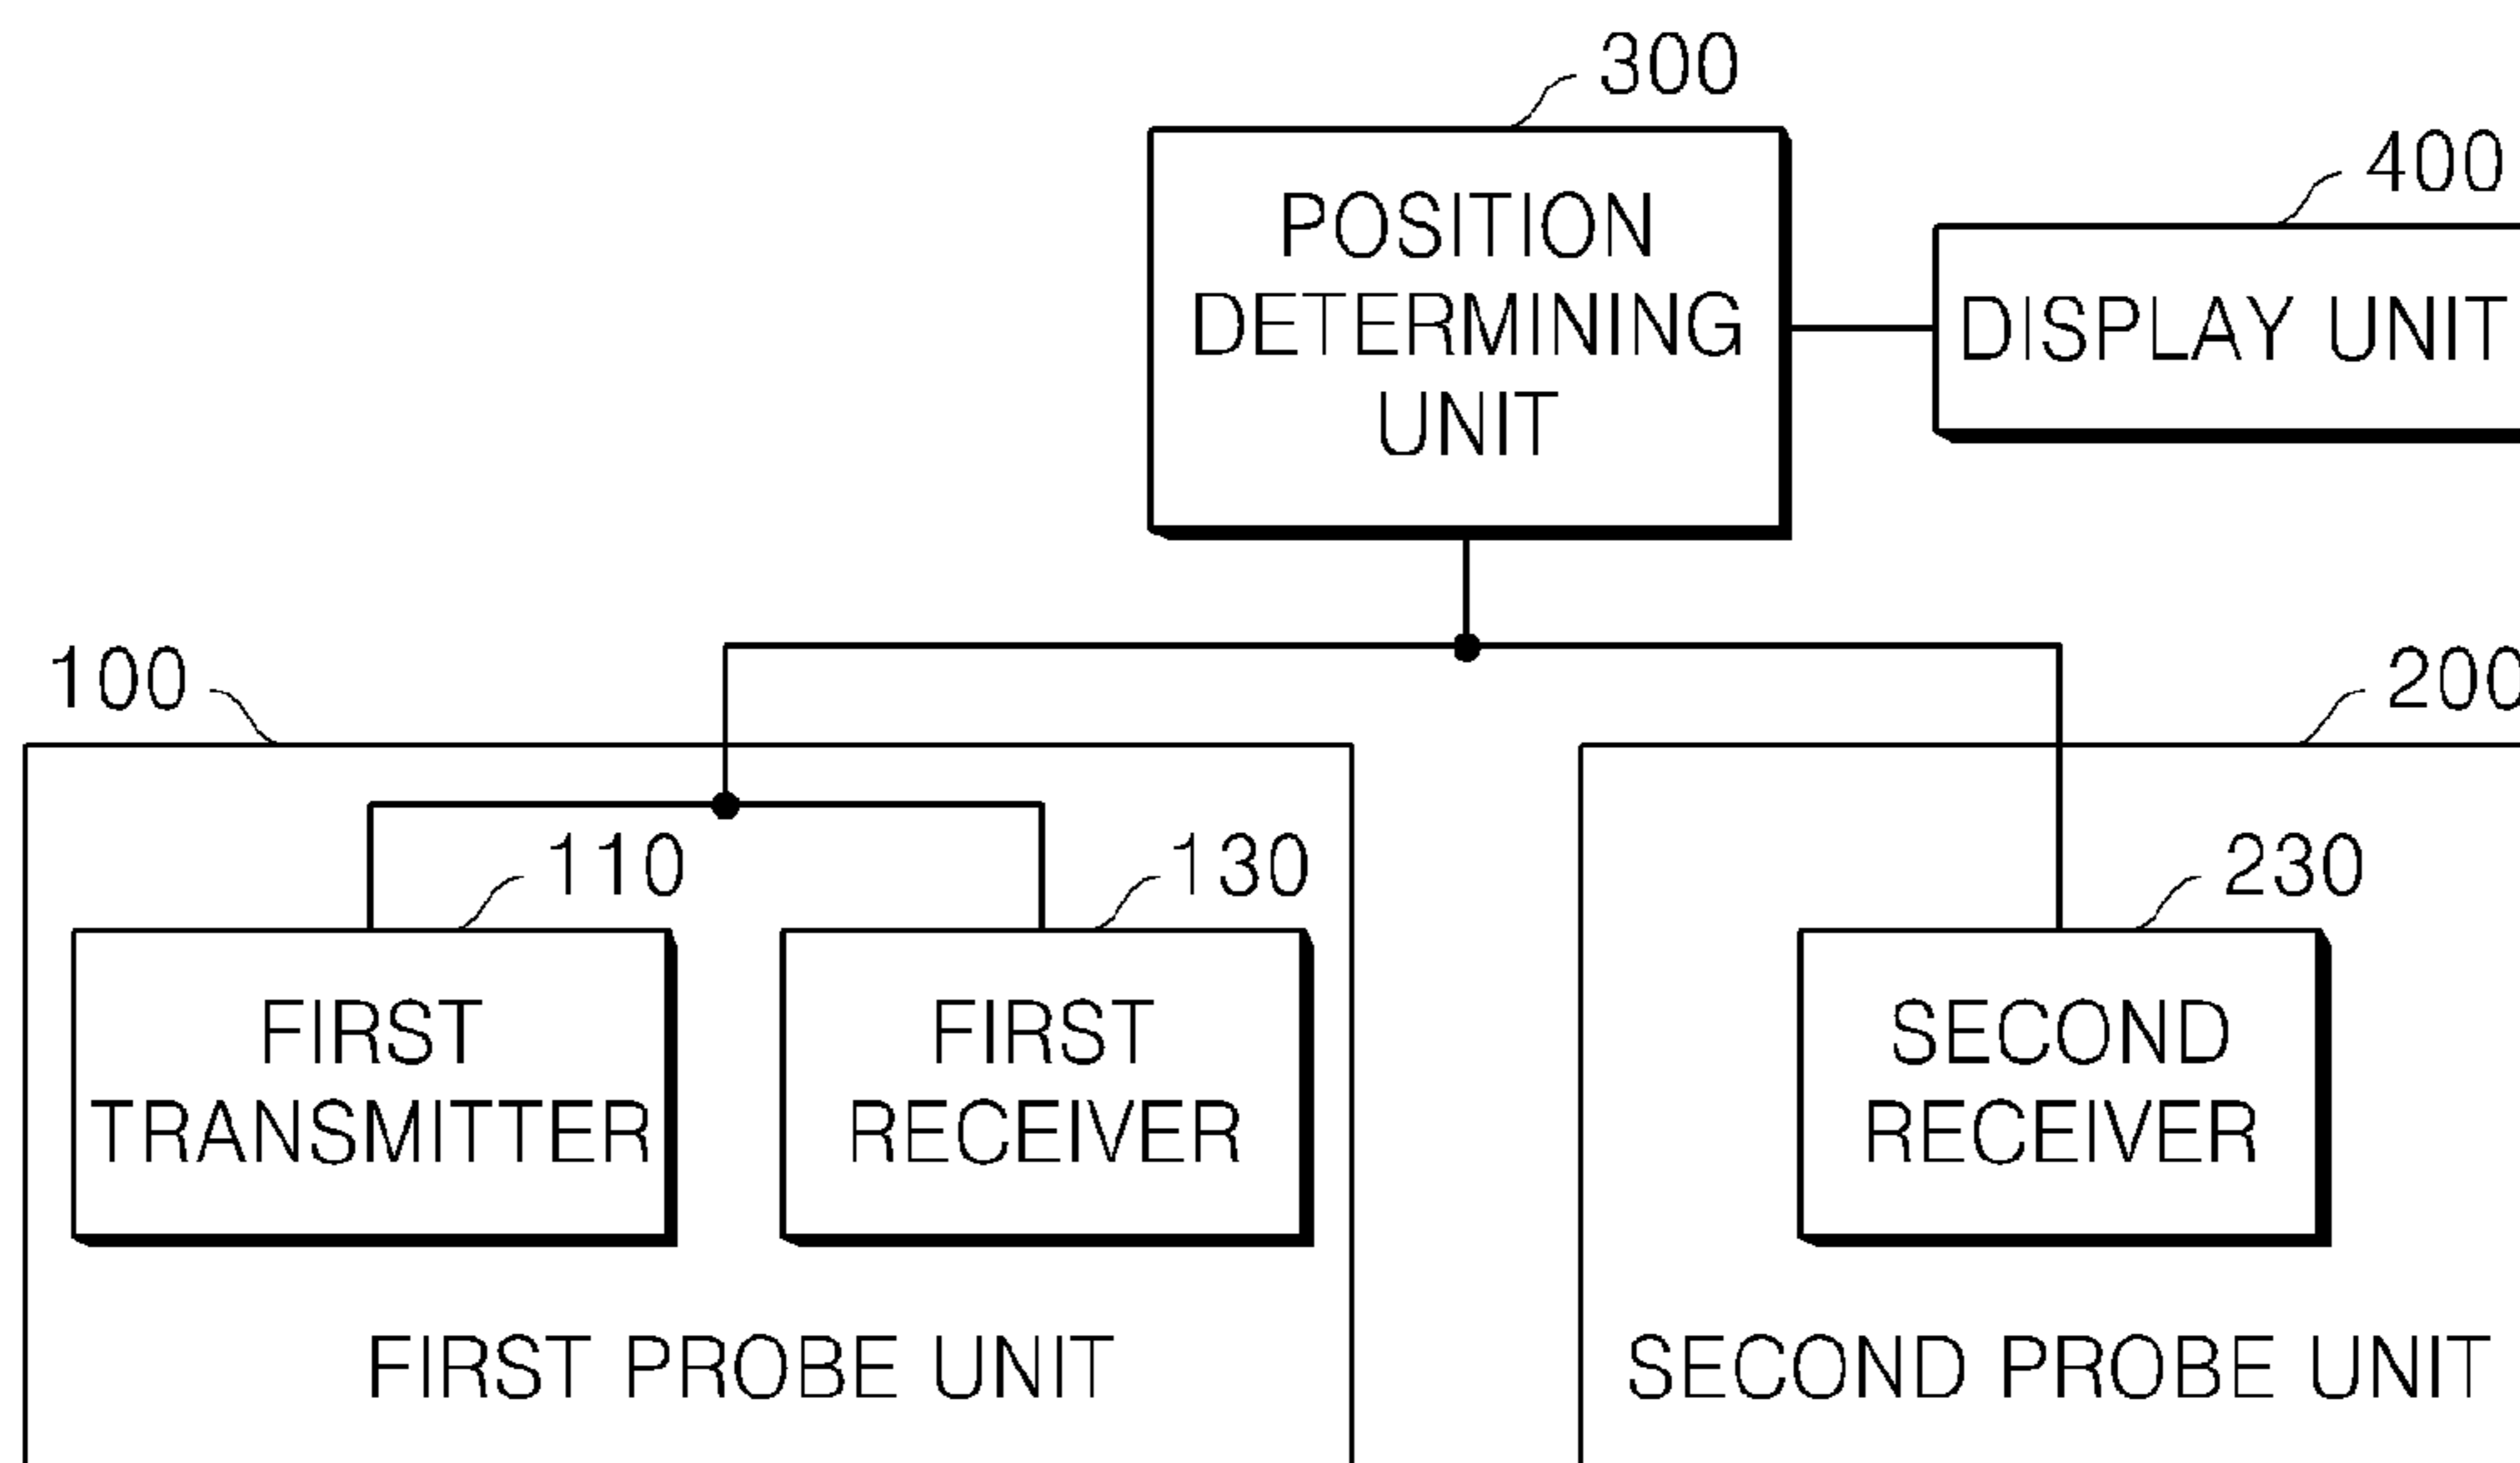 300
POSITION
DETERMINING
UNIT
400
DISPLAY UNIT
100
200
110
130
230
FIRST
TRANSMITTER
FIRST
RECEIVER
SECOND
RECEIVER
FIRST PROBE UNIT
SECOND PROBE UNIT